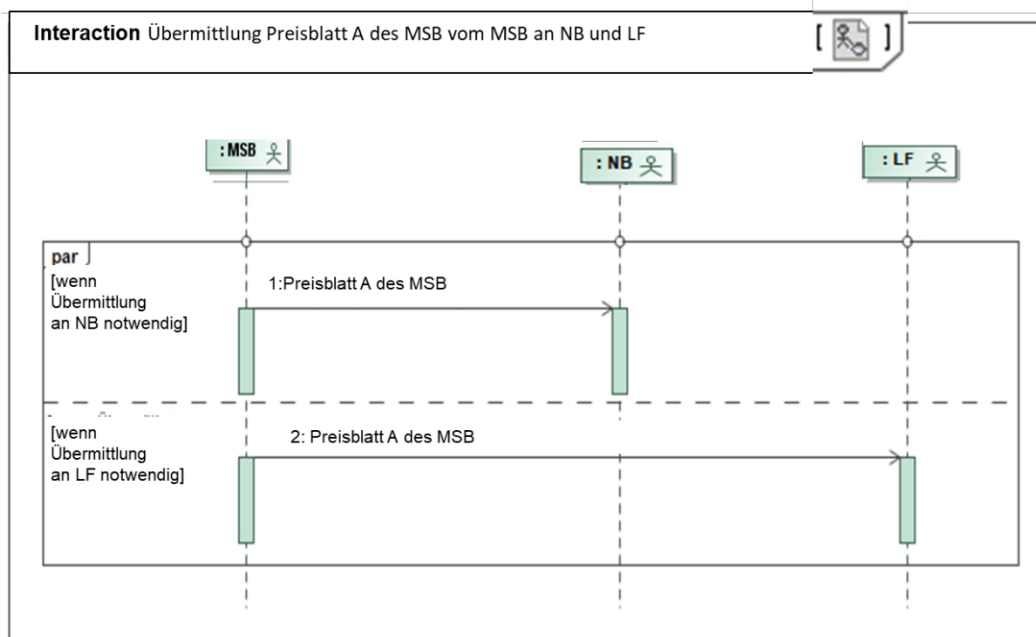 Interaction Übermittlung Preisblatt A des MSB vom MSB an NB und LF
[ ]
: MSB
: NB
: LF
par
[wenn
Übermittlung
an NB notwendig]
1:Preisblatt A des MSB
[wenn
Übermittlung
an LF notwendig]
2: Preisblatt A des MSB